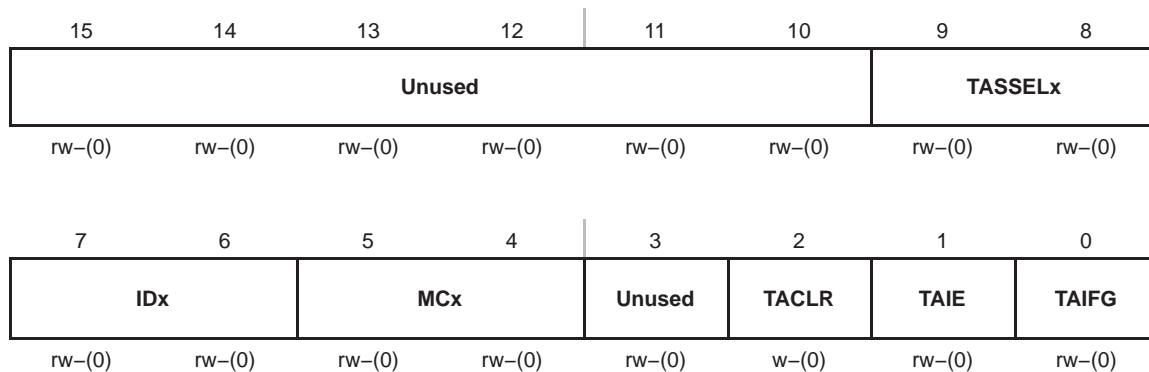 15 14 13 12 11 10 9 8
Unused TASSELx
rw−(0) rw−(0) rw−(0) rw−(0) rw−(0) rw−(0) rw−(0) rw−(0)
7 6 5 4 3 2 1 0
IDx MCx Unused TACLR TAIE TAIFG
rw−(0) rw−(0) rw−(0) rw−(0) rw−(0) w−(0) rw−(0) rw−(0)